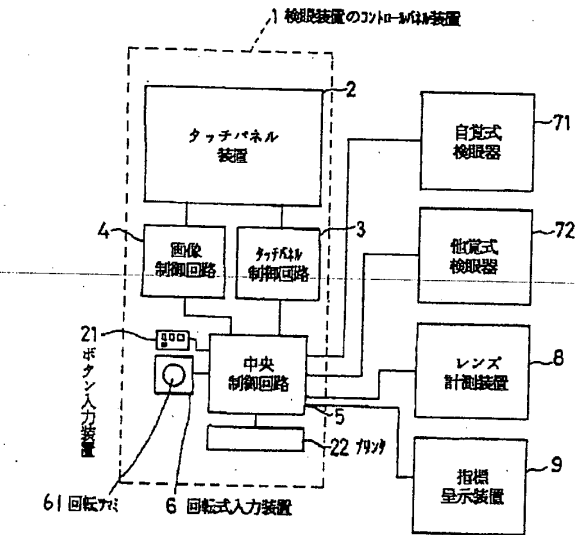 1 検眼装置のコントロールパネル装置
2
タッチパネル
装置
71
自覚式
検眼器
4
画像
制御回路
3
タッチパネル
制御回路
72
他覚式
検眼器
21
ボタン入力装置
中央
制御回路
5
8
レンズ
計測装置
22 プリンタ
61 回転ツマミ
6 回転式入力装置
9
指標
呈示装置